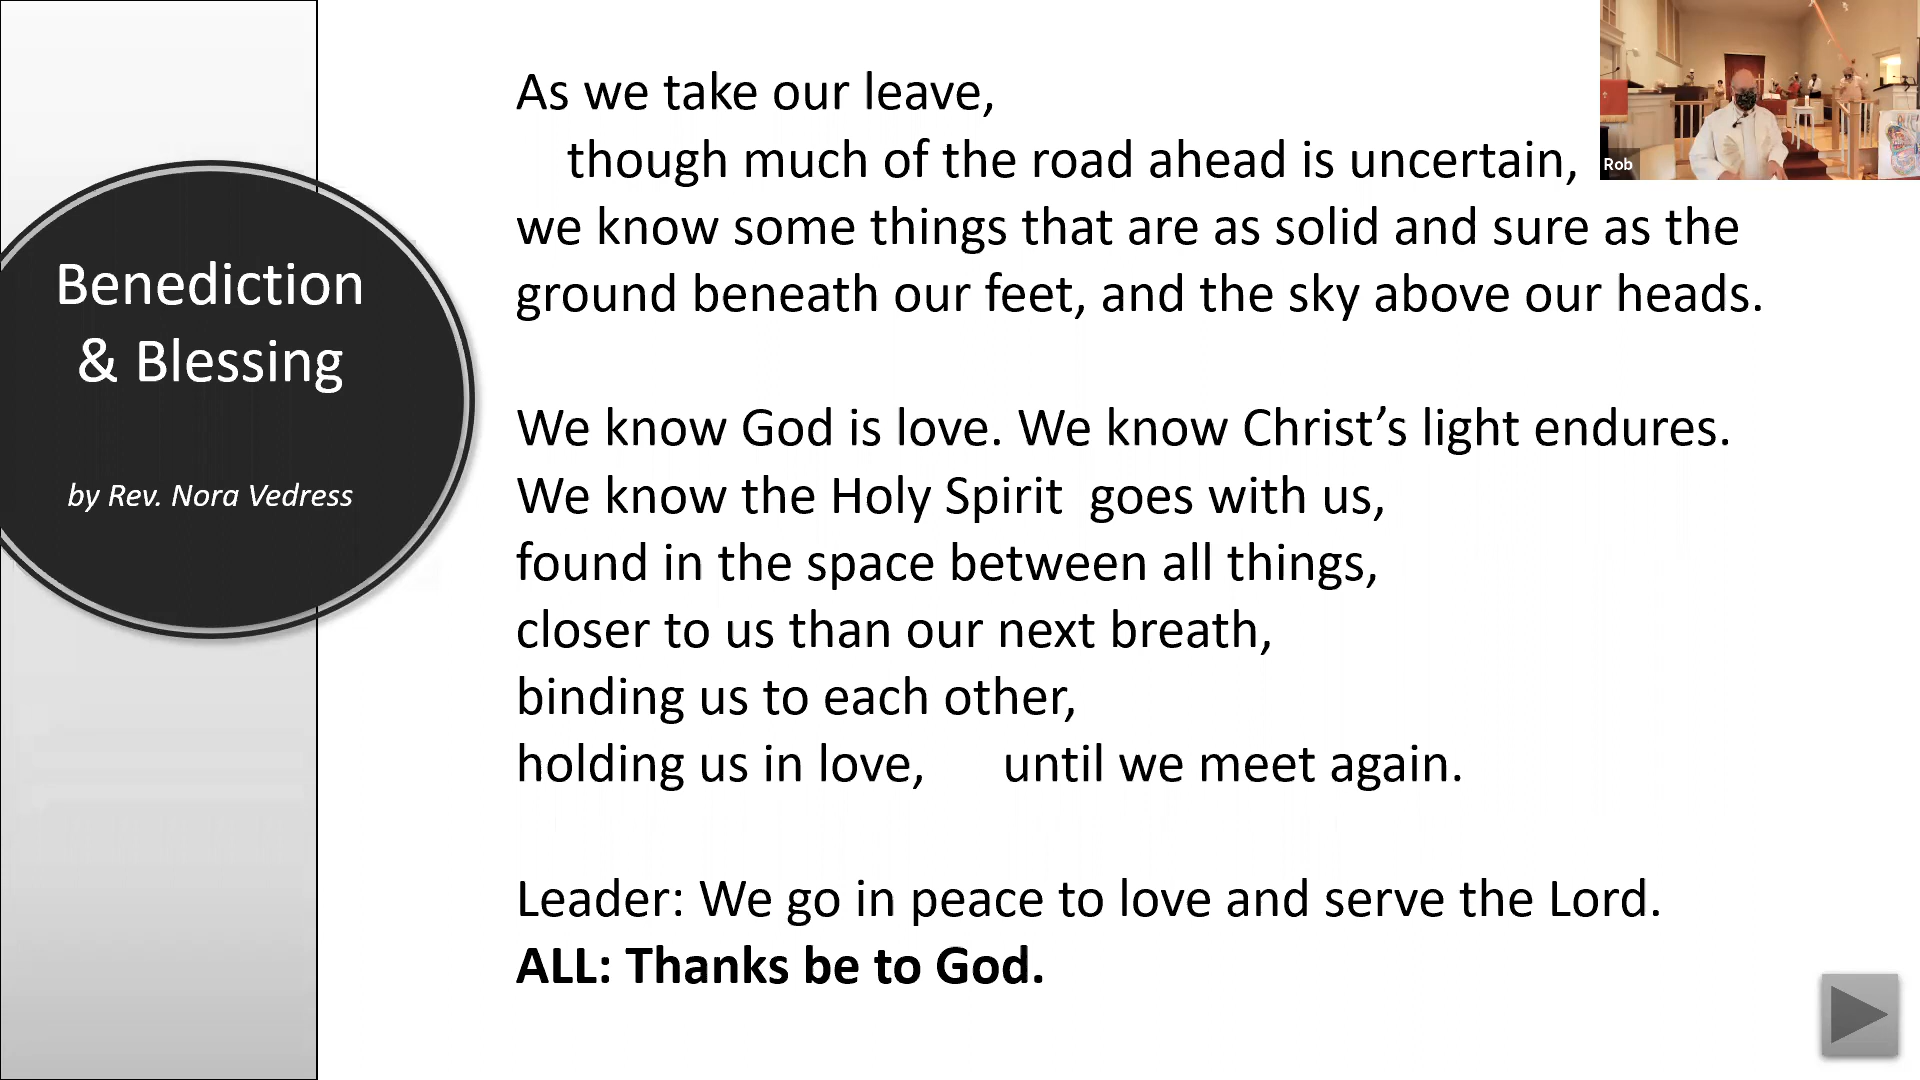 Benediction
& Blessing
by Rev. Nora Vedress
As we take our leave,
though much of the road ahead is uncertain,
we know some things that are as solid and sure as the
ground beneath our feet, and the sky above our heads.
We know God is love. We know Christ’s light endures.
We know the Holy Spirit  goes with us,
found in the space between all things,
closer to us than our next breath,
binding us to each other,
holding us in love,      until we meet again.
Leader: We go in peace to love and serve the Lord.
ALL: Thanks be to God.
Rob